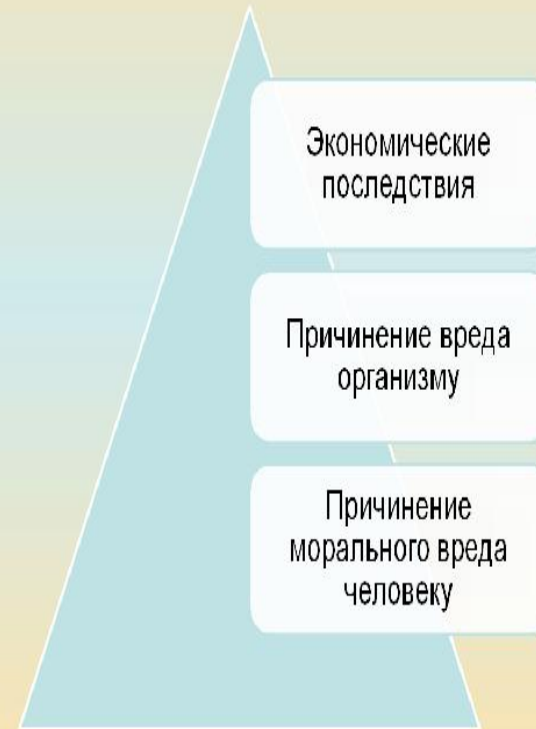 Экономические
последствия
Причинение вреда
организму
Причинение
морального вреда
человеку